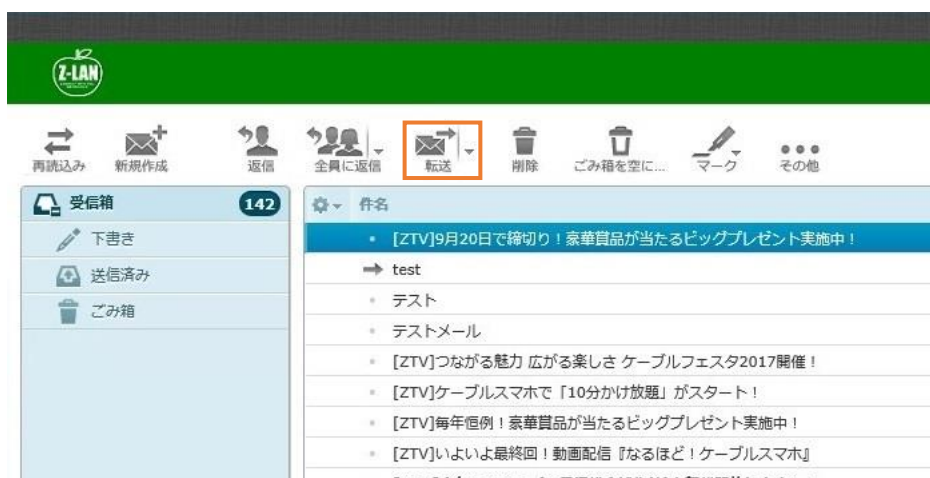 Z-LAN
再読込み
新規作成
返信
全員に返信
転送
削除
ごみ箱を空に...
マーク
その他
受信箱 142
件名
下書き
[ZTV]9月20日で締切り！豪華賞品が当たるビッグプレゼント実施中！
送信済み
test
ごみ箱
テスト
テストメール
[ZTV]つながる魅力 広がる楽しさ ケーブルフェスタ2017開催！
[ZTV]ケーブルスマホで「10分かけ放題」がスタート！
[ZTV]毎年恒例！豪華賞品が当たるビッグプレゼント実施中！
[ZTV]いよいよ最終回！動画配信『なるほど！ケーブルスマホ』